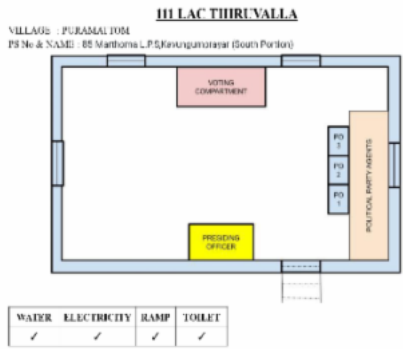 111 LAC THIRUVALLA
VILLAGE : PURAMATTOM
PS No & NAME : 85 Marthoma L.P.S,Kavungumprayar (South Portion)
VOTING
COMPARTMENT
PO
3
PO
2
PO
1
POLITICAL PARTY AGENTS
PRESIDING
OFFICER
WATER ELECTRICITY RAMP TOILET
✓ ✓ ✓ ✓